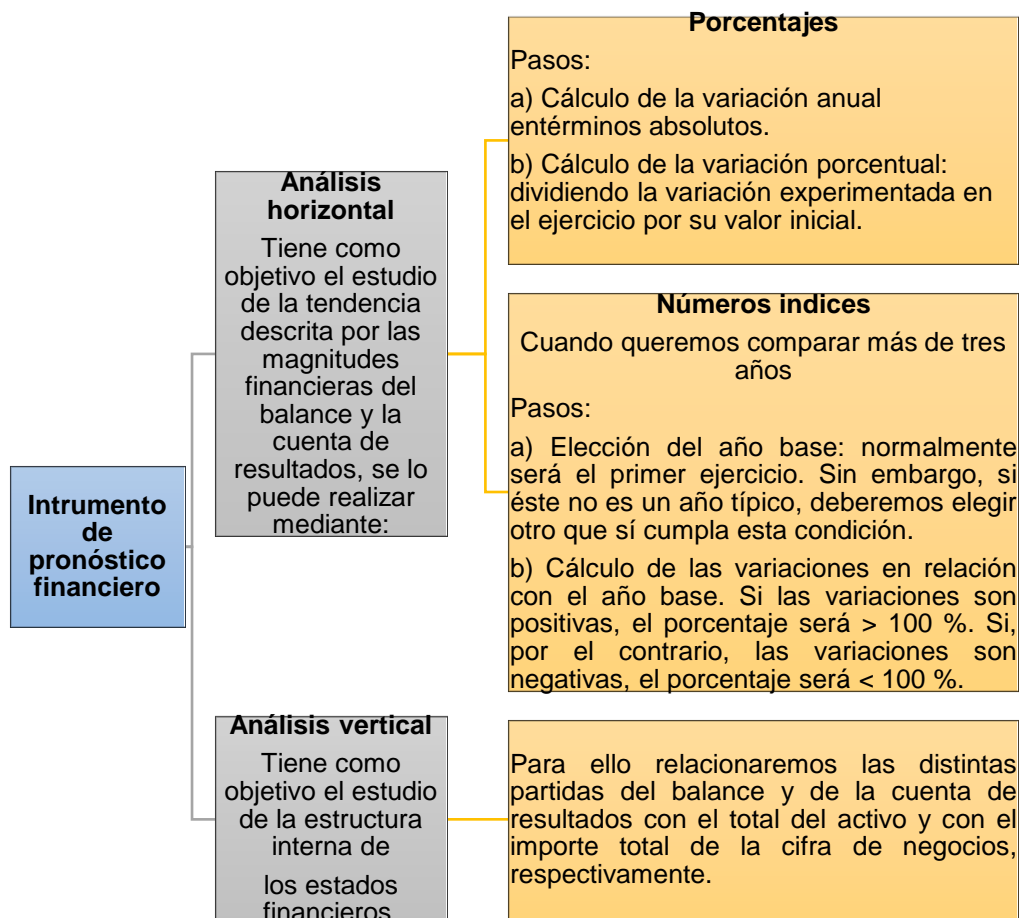 Intrumento
de
pronóstico
financiero
Análisis
horizontal
Tiene como
objetivo el estudio
de la tendencia
descrita por las
magnitudes
financieras del
balance y la
cuenta de
resultados, se lo
puede realizar
mediante:
Porcentajes
Pasos:
a) Cálculo de la variación anual
entérminos absolutos.
b) Cálculo de la variación porcentual:
dividiendo la variación experimentada en
el ejercicio por su valor inicial.
Números indices
Cuando queremos comparar más de tres
años
Pasos:
a) Elección del año base: normalmente
será el primer ejercicio. Sin embargo, si
éste no es un año típico, deberemos elegir
otro que sí cumpla esta condición.
b) Cálculo de las variaciones en relación
con el año base. Si las variaciones son
positivas, el porcentaje será > 100 %. Si,
por el contrario, las variaciones son
negativas, el porcentaje será < 100 %.
Análisis vertical
Tiene como
objetivo el estudio
de la estructura
interna de
los estados
financieros
Para ello relacionaremos las distintas
partidas del balance y de la cuenta de
resultados con el total del activo y con el
importe total de la cifra de negocios,
respectivamente.